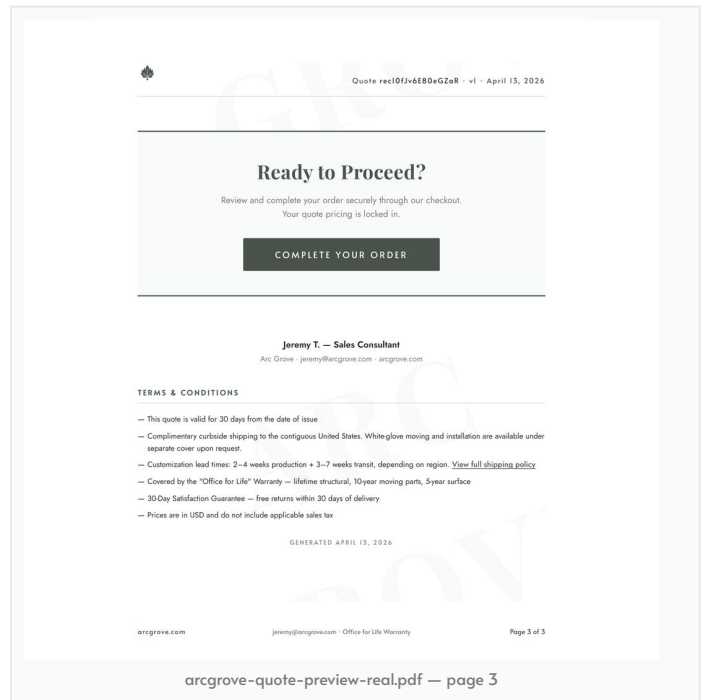 Quote rec10fJv6E80eGZaR · v1 · April 13, 2026
Ready to Proceed?
Review and complete your order securely through our checkout.
Your quote pricing is locked in.
COMPLETE YOUR ORDER
Jeremy T. — Sales Consultant
Arc Grove · jeremy@arcgrove.com · arcgrove.com
TERMS & CONDITIONS
— This quote is valid for 30 days from the date of issue
— Complimentary curbside shipping to the contiguous United States. White-glove moving and installation are available under
separate cover upon request.
— Customization lead times: 2–4 weeks production + 3–7 weeks transit, depending on region. View full shipping policy
— Covered by the "Office for Life" Warranty — lifetime structural, 10-year moving parts, 5-year surface
— 30-Day Satisfaction Guarantee — free returns within 30 days of delivery
— Prices are in USD and do not include applicable sales tax
GENERATED APRIL 13, 2026
arcgrove.com jeremy@arcgrove.com · Office for Life Warranty Page 3 of 3
arcgrove-quote-preview-real.pdf — page 3